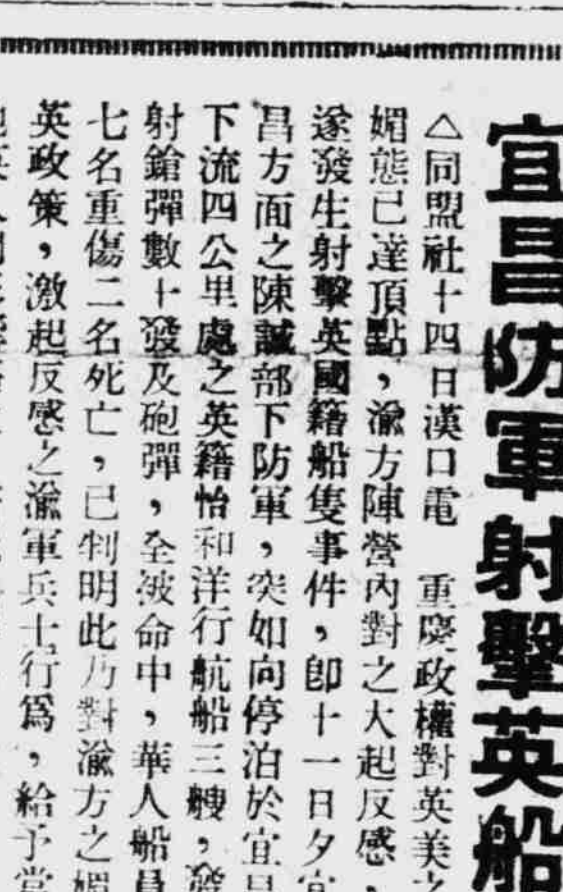 宜昌防軍射擊英船
△同盟社十四日漢口電　重慶政權對英美之
媚態已達頂點，渝方陣營內對之大起反感，
遂發生射擊英國籍船隻事件，卽十一日夕宜
昌方面之陳誠部下防軍，突如向停泊於宜昌
下流四公里處之英籍怡和洋行航船三艘，發
射鎗彈數十發及砲彈，全被命中，華人船員
七名重傷二名死亡，已判明此乃對渝方之媚
英政策，激起反感之渝軍兵士行爲，給予當